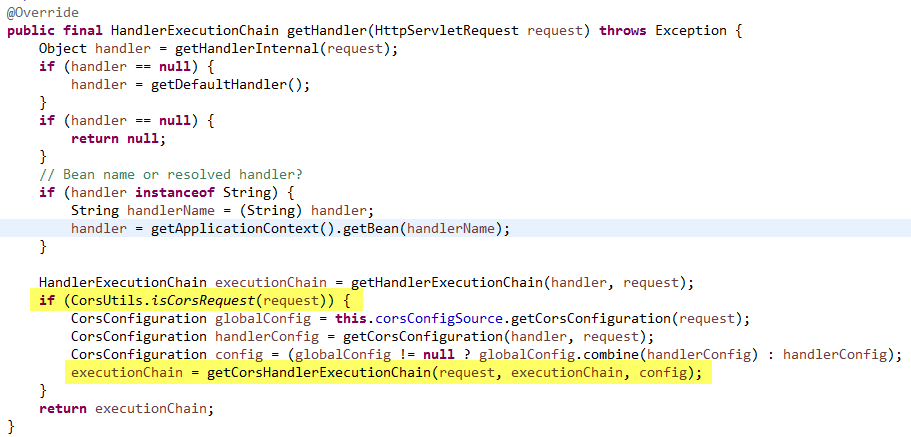 @Override
public final HandlerExecutionChain getHandler(HttpServletRequest request) throws Exception {
    Object handler = getHandlerInternal(request);
    if (handler == null) {
        handler = getDefaultHandler();
    }
    if (handler == null) {
        return null;
    }
    // Bean name or resolved handler?
    if (handler instanceof String) {
        String handlerName = (String) handler;
        handler = getApplicationContext().getBean(handlerName);
    }

    HandlerExecutionChain executionChain = getHandlerExecutionChain(handler, request);
    if (CorsUtils.isCorsRequest(request)) {
        CorsConfiguration globalConfig = this.corsConfigSource.getCorsConfiguration(request);
        CorsConfiguration handlerConfig = getCorsConfiguration(handler, request);
        CorsConfiguration config = (globalConfig != null ? globalConfig.combine(handlerConfig) : handlerConfig);
        executionChain = getCorsHandlerExecutionChain(request, executionChain, config);
    }
    return executionChain;
}